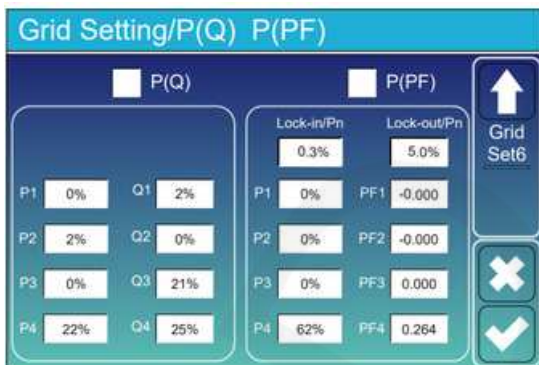 Grid Setting/P(Q) P(PF)
P(Q)
P(PF)
Lock-in/Pn Lock-out/Pn
0.3% 5.0%
P1 0% Q1 2%
P2 2% Q2 0%
P3 0% Q3 21%
P4 22% Q4 25%
P1 0% PF1 -0.000
P2 0% PF2 -0.000
P3 0% PF3 0.000
P4 62% PF4 0.264
Grid
Set6